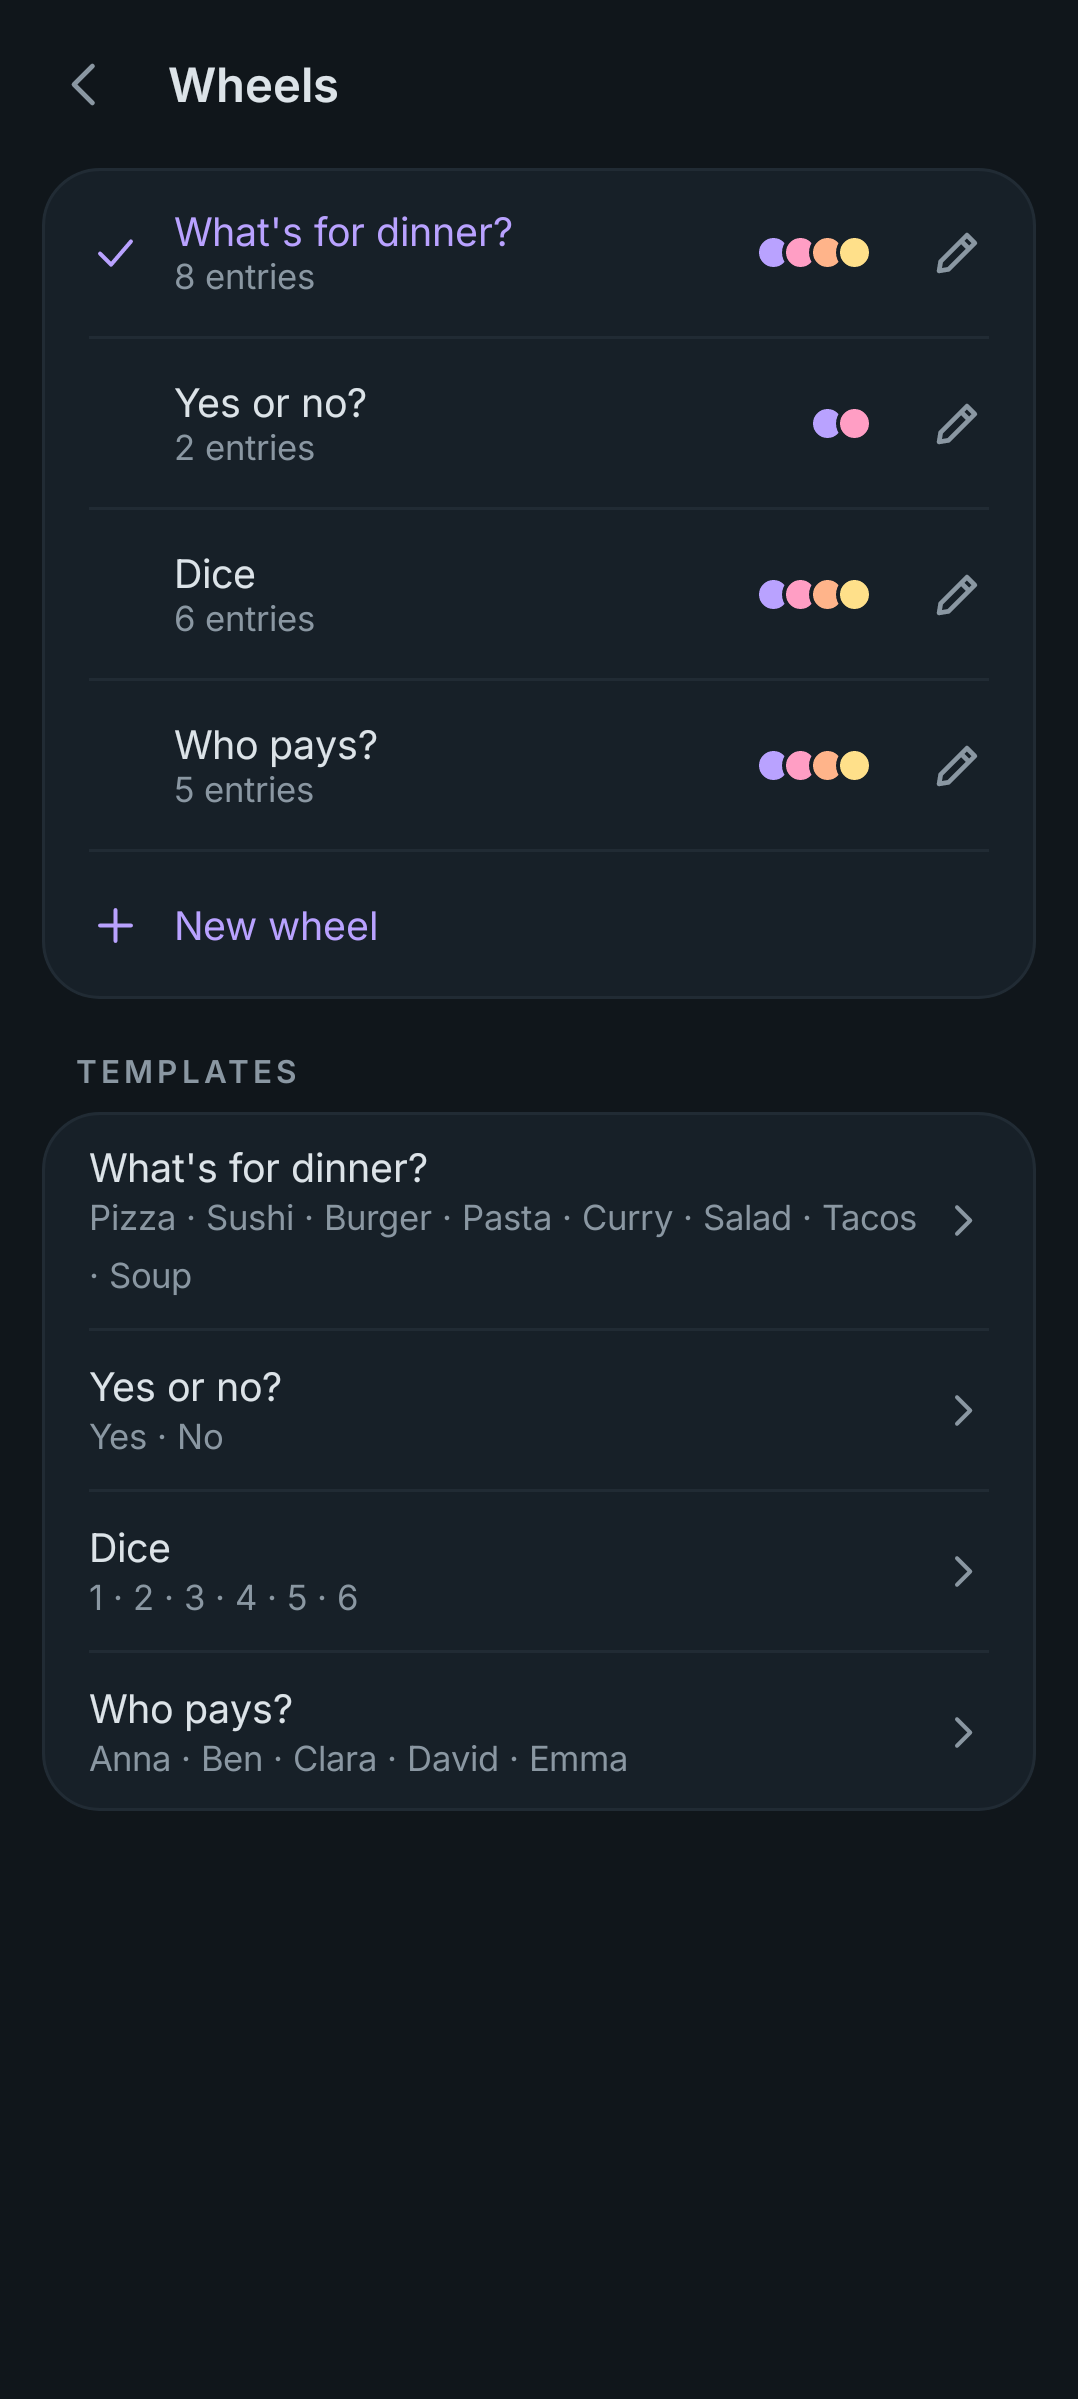 Wheels
What's for dinner?
8 entries
Yes or no?
2 entries
Dice
6 entries
Who pays?
5 entries
New wheel
TEMPLATES
What's for dinner?
Pizza · Sushi · Burger · Pasta · Curry · Salad · Tacos
· Soup
Yes or no?
Yes · No
Dice
1 · 2 · 3 · 4 · 5 · 6
Who pays?
Anna · Ben · Clara · David · Emma